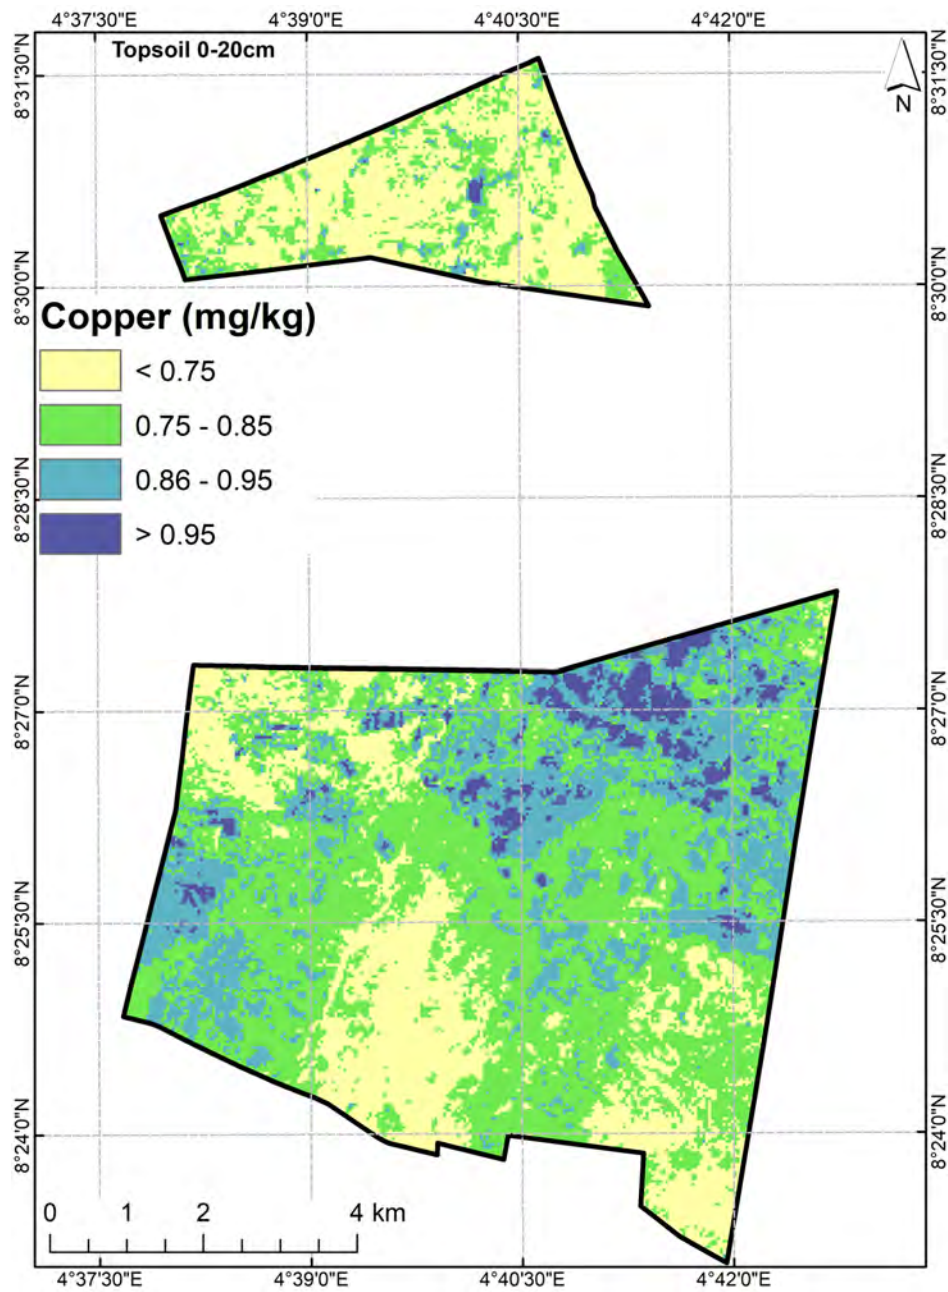 4°37'30"E 4°39'0"E 4°40'30"E 4°42'0"E
Topsoil 0-20cm
N
8°31'30"N 8°31'30"N
8°30'0"N 8°30'0"N
Copper (mg/kg)
< 0.75
0.75 - 0.85
0.86 - 0.95
> 0.95
8°28'30"N 8°28'30"N
8°27'0"N 8°27'0"N
8°25'30"N 8°25'30"N
8°24'0"N 8°24'0"N
0 1 2 4 km
4°37'30"E 4°39'0"E 4°40'30"E 4°42'0"E